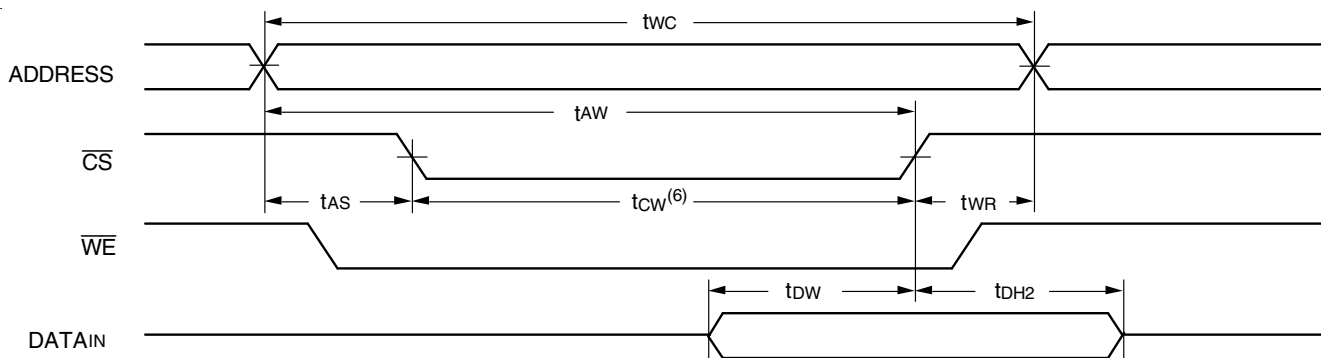 tWC
ADDRESS
tAW
CS
tAS
tCW(6)
tWR
WE
tDW
tDH2
DATAIN